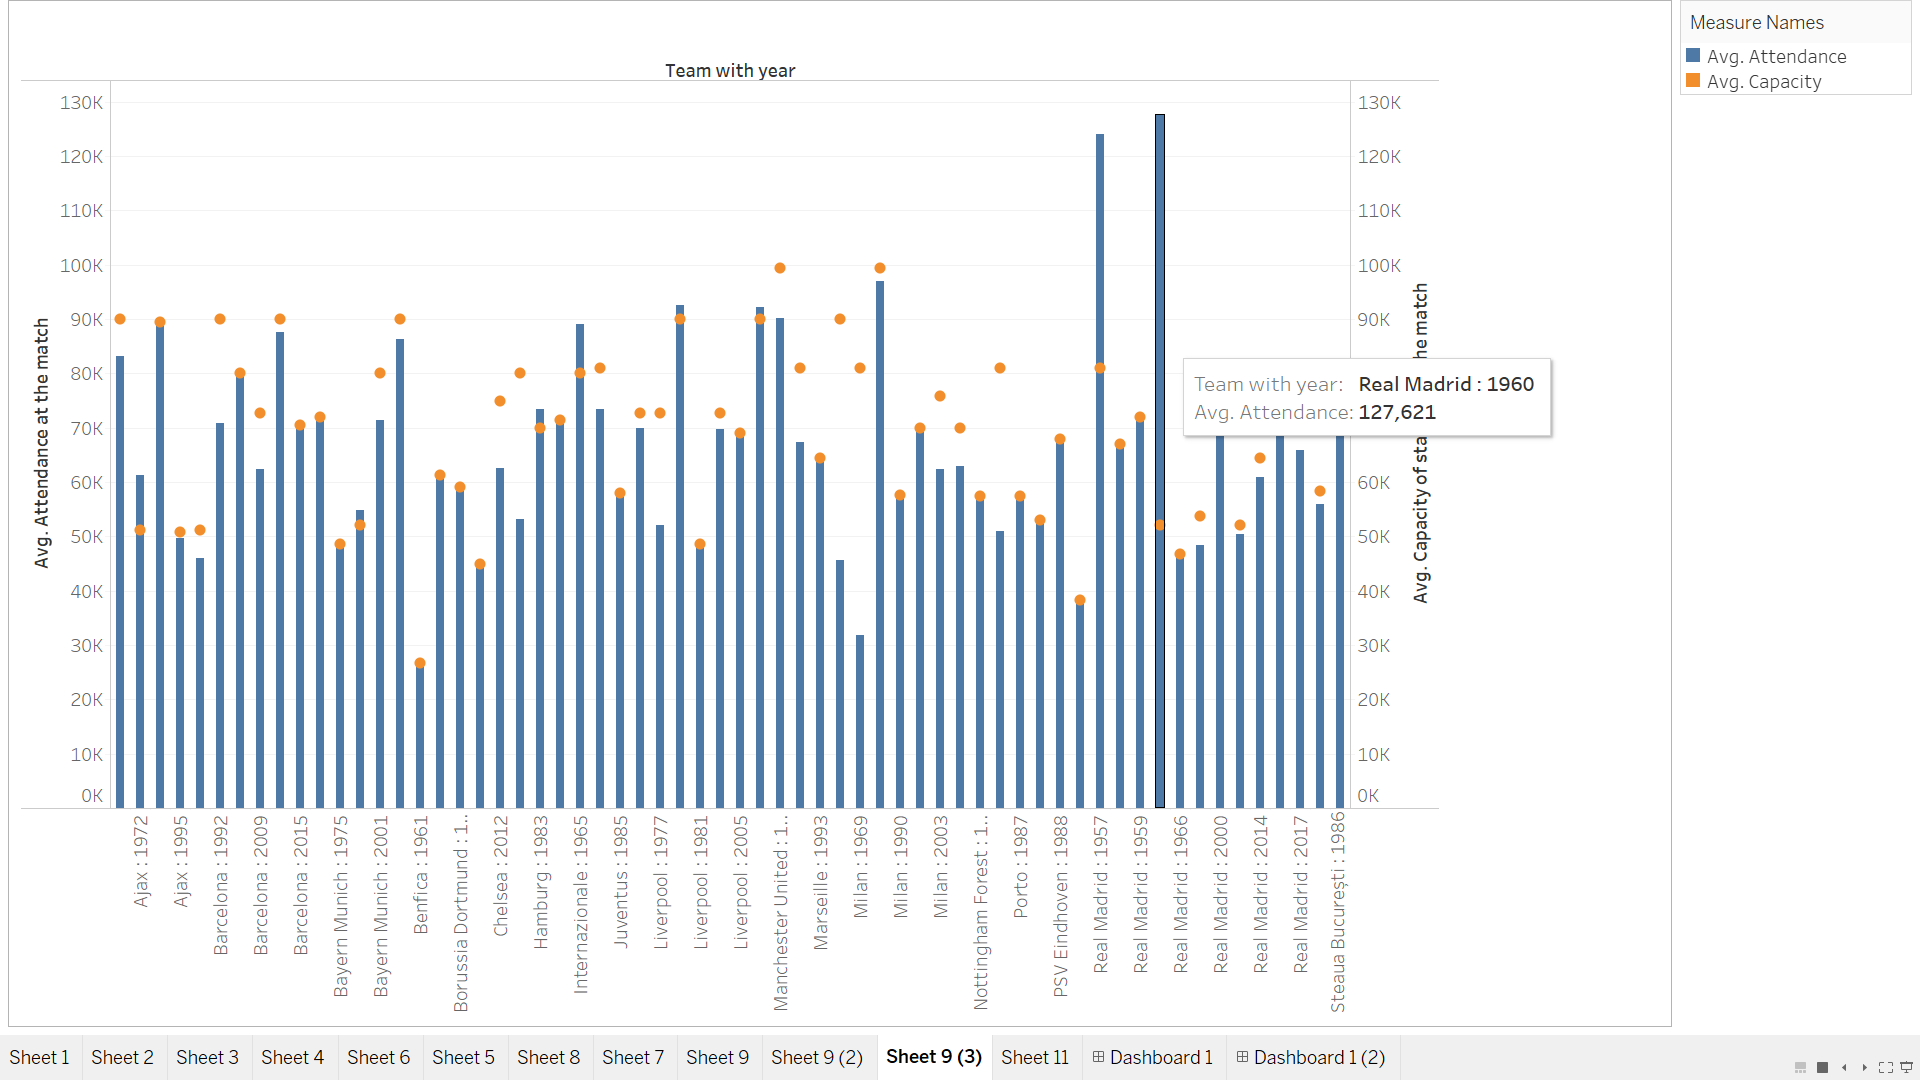 Measure Names
Avg. Attendance
Avg. Capacity
Team with year
130K
120K
110K
100K
90K
80K
70K
60K
50K
40K
30K
20K
10K
0K
Avg. Attendance at the match
130K
120K
110K
100K
90K
60K
50K
40K
30K
20K
10K
0K
Avg. Capacity of sta
he match
Team with year: Real Madrid : 1960
Avg. Attendance: 127,621
Ajax : 1972
Ajax : 1995
Barcelona : 1992
Barcelona : 2009
Barcelona : 2015
Bayern Munich : 1975
Bayern Munich : 2001
Benfica : 1961
Borussia Dortmund : 1..
Chelsea : 2012
Hamburg : 1983
Internazionale : 1965
Juventus : 1985
Liverpool : 1977
Liverpool : 1981
Liverpool : 2005
Manchester United : 1..
Marseille : 1993
Milan : 1969
Milan : 1990
Milan : 2003
Nottingham Forest : 1..
Porto : 1987
PSV Eindhoven : 1988
Real Madrid : 1957
Real Madrid : 1959
Real Madrid : 1966
Real Madrid : 2000
Real Madrid : 2014
Real Madrid : 2017
Steaua București : 1986
Sheet 1
Sheet 2
Sheet 3
Sheet 4
Sheet 6
Sheet 5
Sheet 8
Sheet 7
Sheet 9
Sheet 9 (2)
Sheet 9 (3)
Sheet 11
Dashboard 1
Dashboard 1 (2)